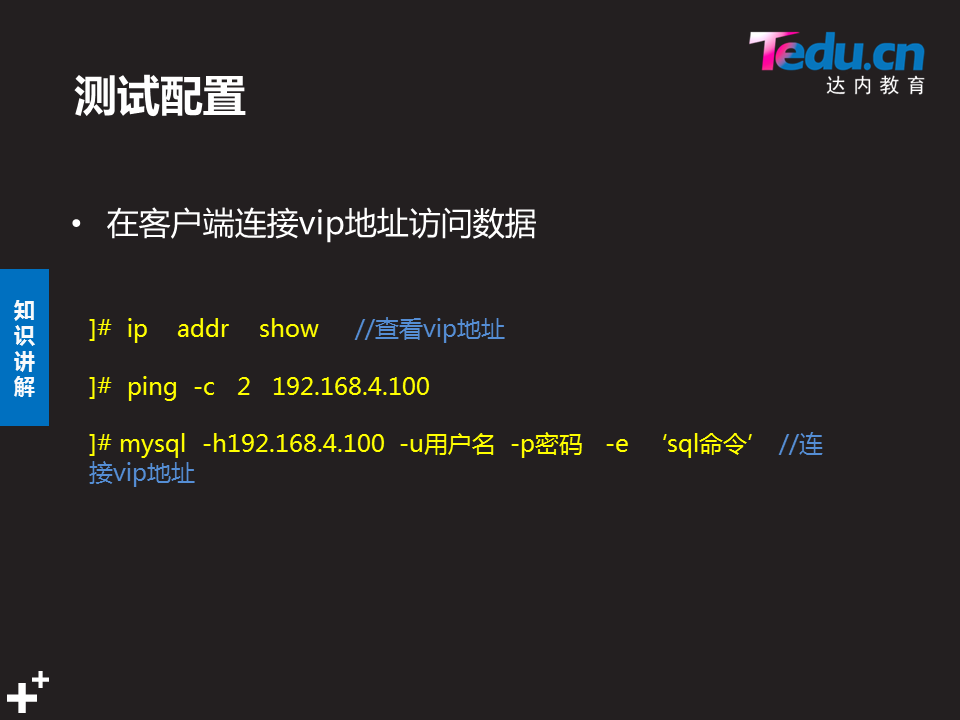 Tedu.cn
达内教育
测试配置
• 在客户端连接vip地址访问数据
知
识
讲
解
]# ip addr show //查看vip地址
]# ping -c 2 192.168.4.100
]# mysql -h192.168.4.100 -u用户名 -p密码 -e ‘sql命令’ //连
接vip地址